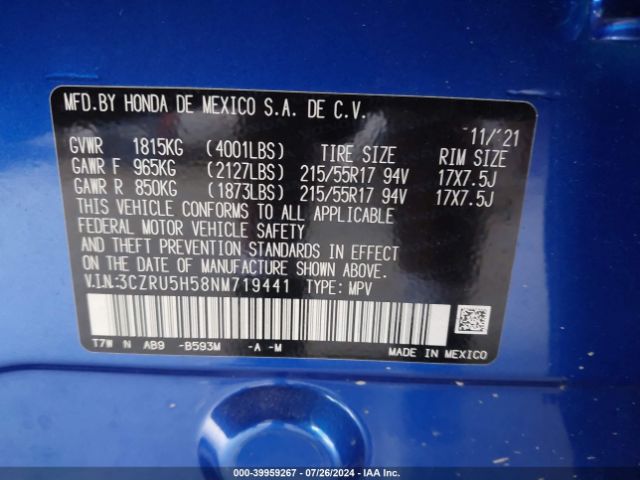 MFD.BY HONDA DE MEXICO S.A. DE C.V.
11/'21
GVWR 1815KG (4001LBS) TIRE SIZE RIM SIZE
GAWR F 965KG (2127LBS) 215/55R17 94V 17X7.5J
GAWR R 850KG (1873LBS) 215/55R17 94V 17X7.5J
THIS VEHICLE CONFORMS TO ALL APPLICABLE
FEDERAL MOTOR VEHICLE SAFETY
AND THEFT PREVENTION STANDARDS IN EFFECT
ON THE DATE OF MANUFACTURE SHOWN ABOVE.
V.I.N:3CZRU5H58NM719441 TYPE: MPV
T7W N AB9 -B593M -A -M MADE IN MEXICO
000-39959267 - 07/26/2024 - IAA Inc.